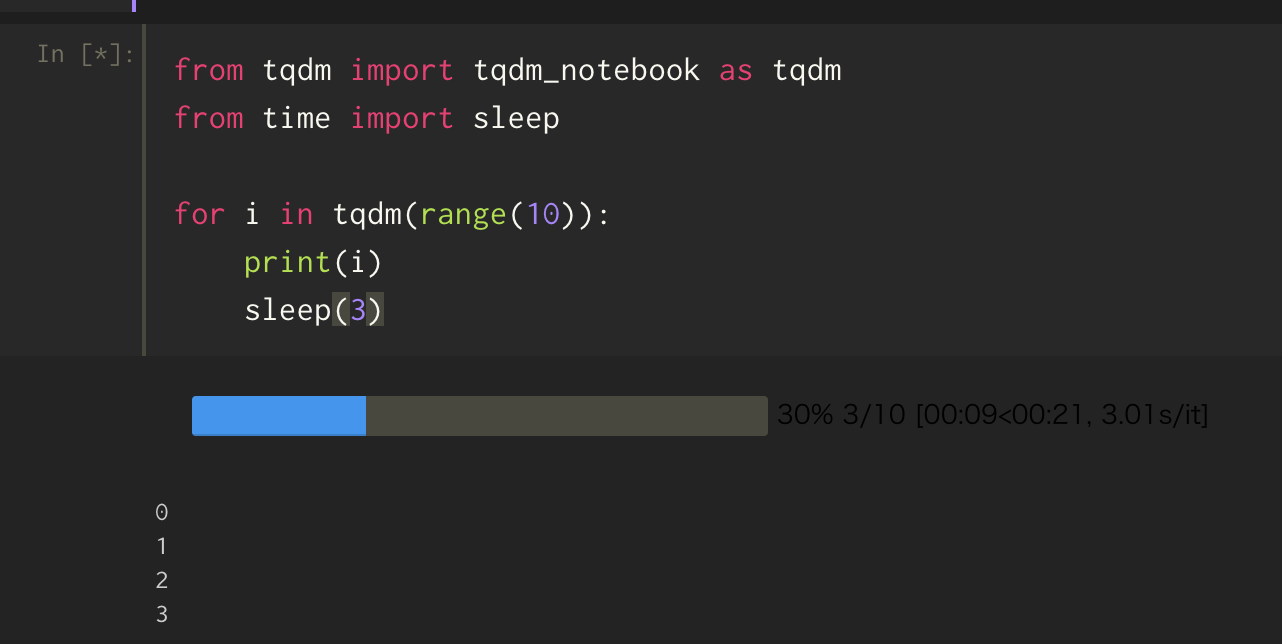 In [*]:
from tqdm import tqdm_notebook as tqdm
from time import sleep
for i in tqdm(range(10)):
    print(i)
    sleep(3)
30% 3/10 [00:09<00:21, 3.01s/it]
0
1
2
3